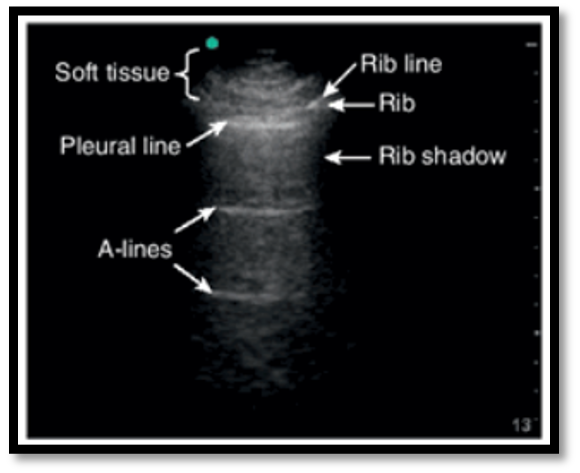 Rib line
Soft tissue
Rib
Pleural line
Rib shadow
A-lines
13